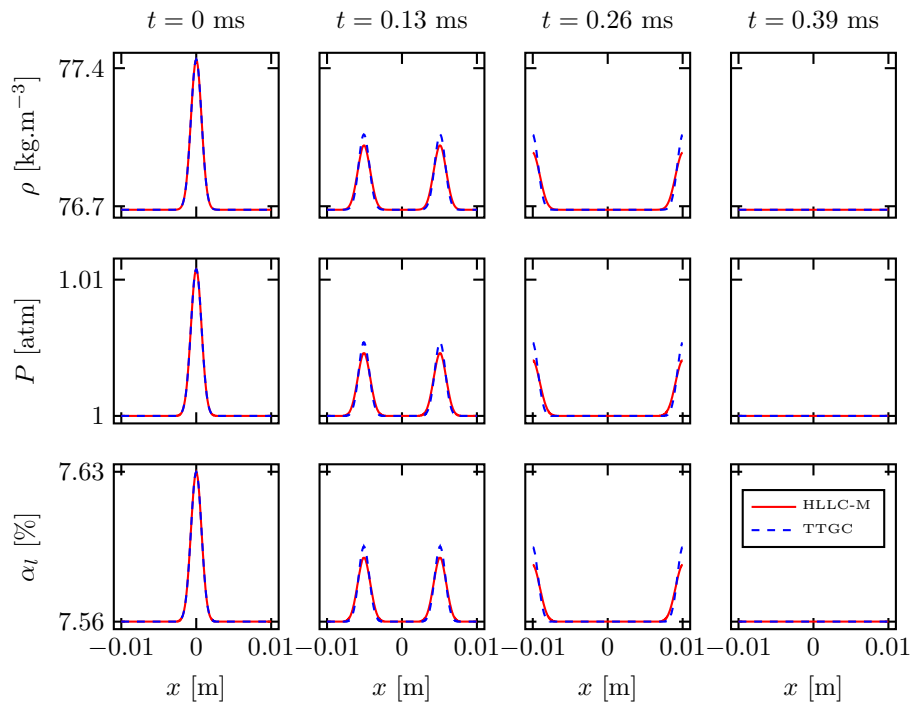 t = 0 ms t = 0.13 ms t = 0.26 ms t = 0.39 ms
ρ [kg.m⁻³]
77.4
76.7
P [atm]
1.01
1
α_l [%]
7.63
7.56
HLLC-M
TTGC
−0.01 0 0.01 −0.01 0 0.01 −0.01 0 0.01 −0.01 0 0.01
x [m] x [m] x [m] x [m]